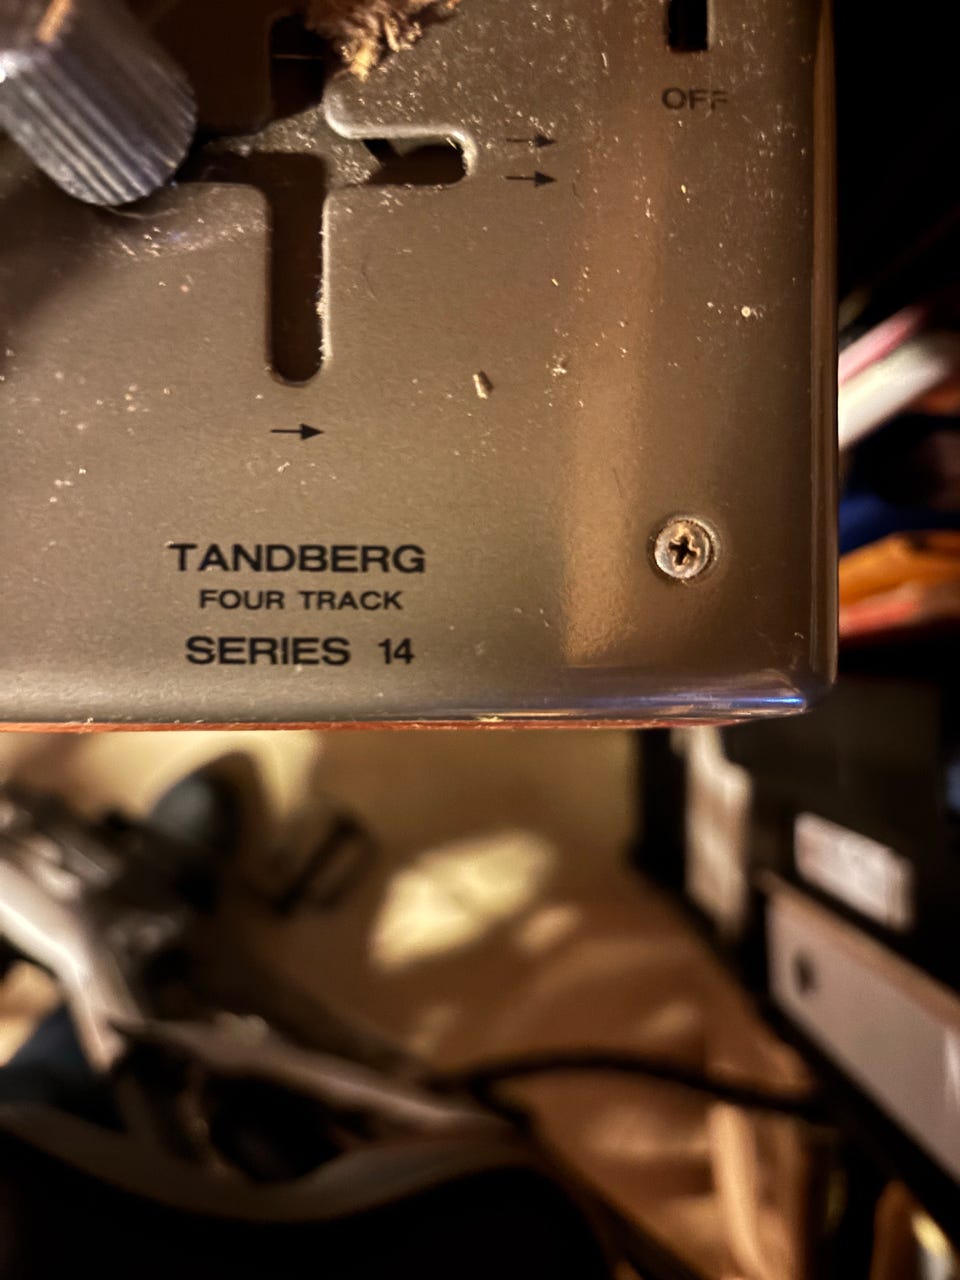 OFF
TANDBERG
FOUR TRACK
SERIES 14